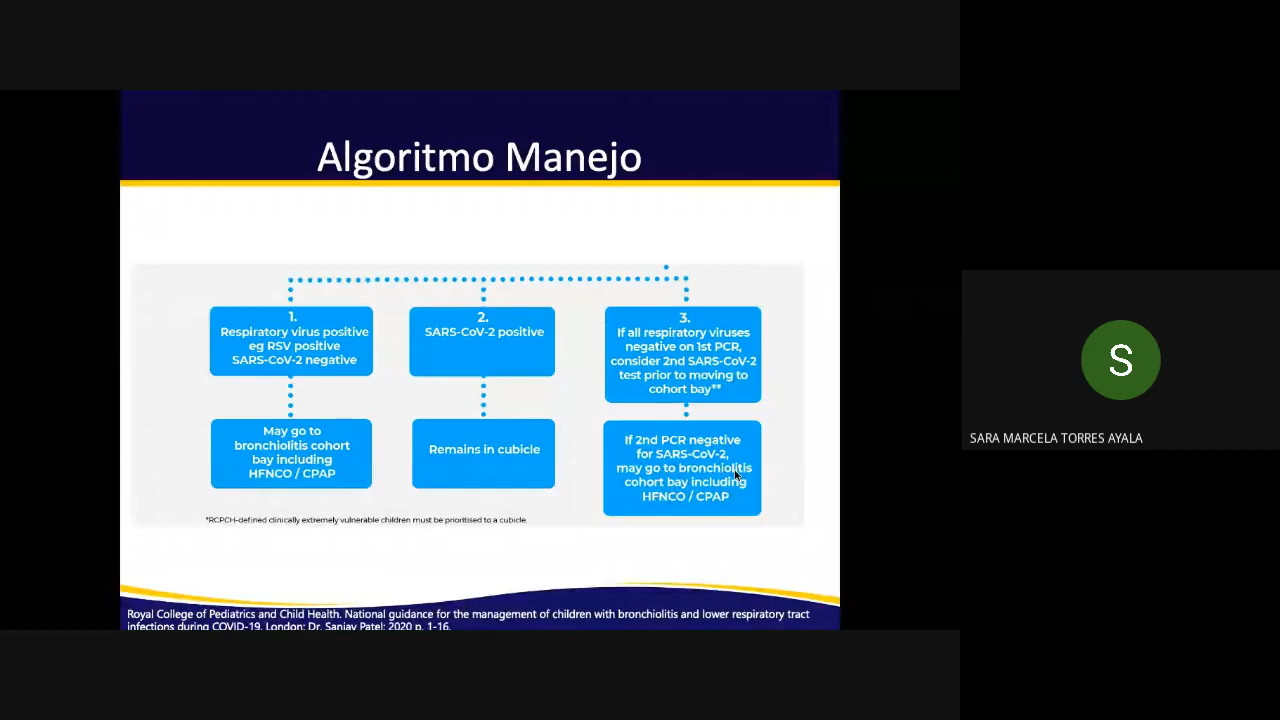 Algoritmo Manejo
1.
Respiratory virus positive
eg RSV positive
SARS-CoV-2 negative
May go to
bronchiolitis cohort
bay including
HFNCO / CPAP
2.
SARS-CoV-2 positive
Remains in cubicle
3.
If all respiratory viruses
negative on 1st PCR,
consider 2nd SARS-CoV-2
test prior to moving to
cohort bay**
If 2nd PCR negative
for SARS-CoV-2,
may go to bronchiolitis
cohort bay including
HFNCO / CPAP
*RCPCH-defined clinically extremely vulnerable children must be prioritised to a cubicle.
Royal College of Pediatrics and Child Health. National guidance for the management of children with bronchiolitis and lower respiratory tract
infections during COVID-19. London: Dr. Sanjay Patel; 2020 p. 1-16.
S
SARA MARCELA TORRES AYALA